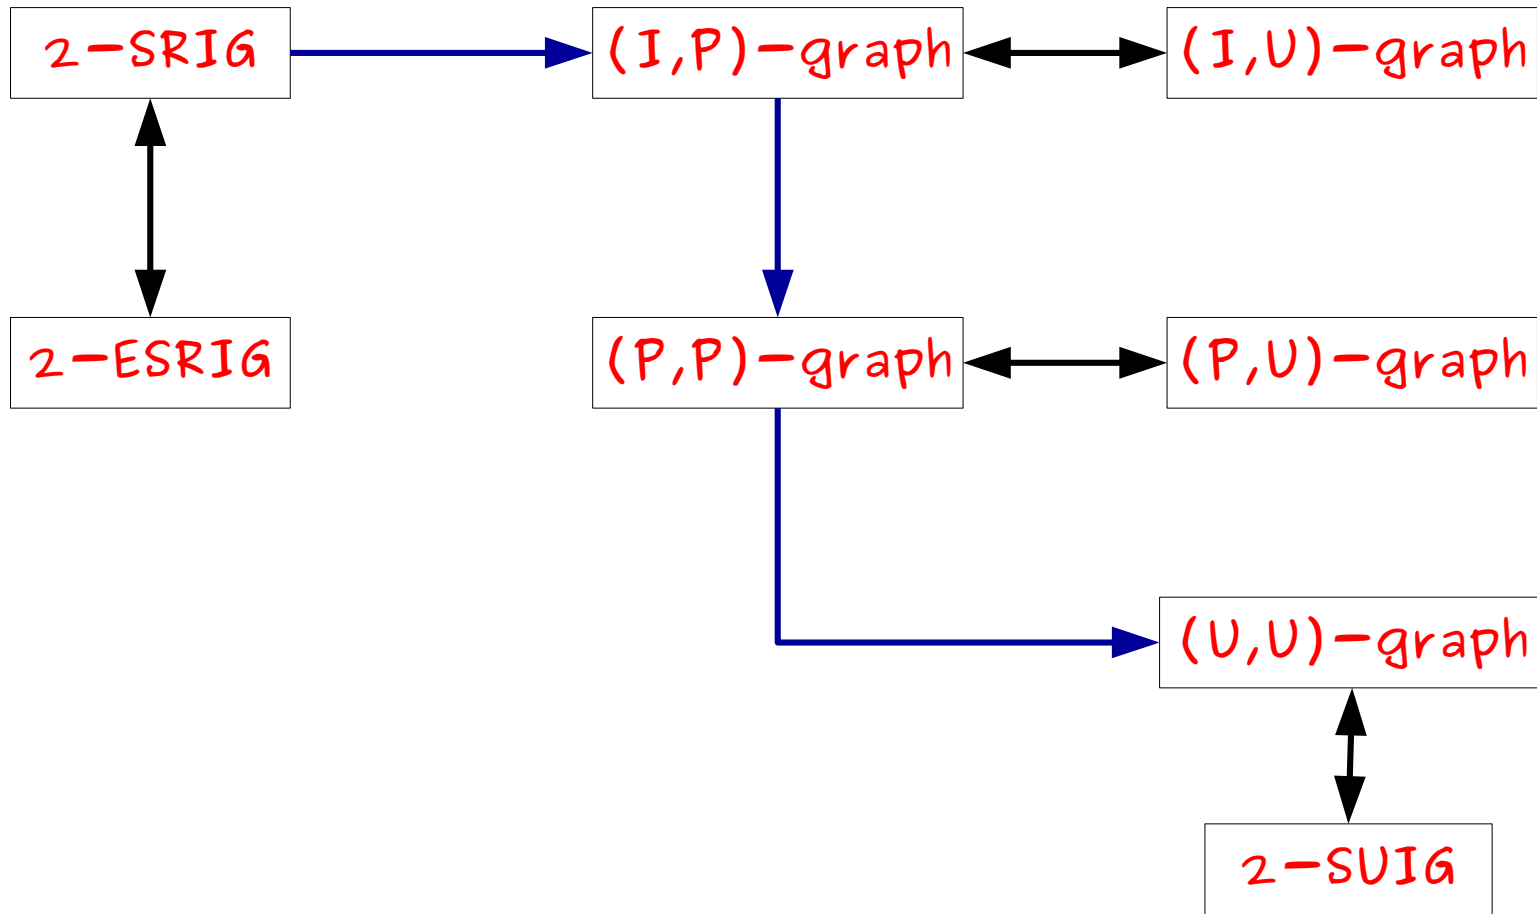 2-SRIG
(I,P)-graph
(I,U)-graph
2-ESRIG
(P,P)-graph
(P,U)-graph
(U,U)-graph
2-SUIG